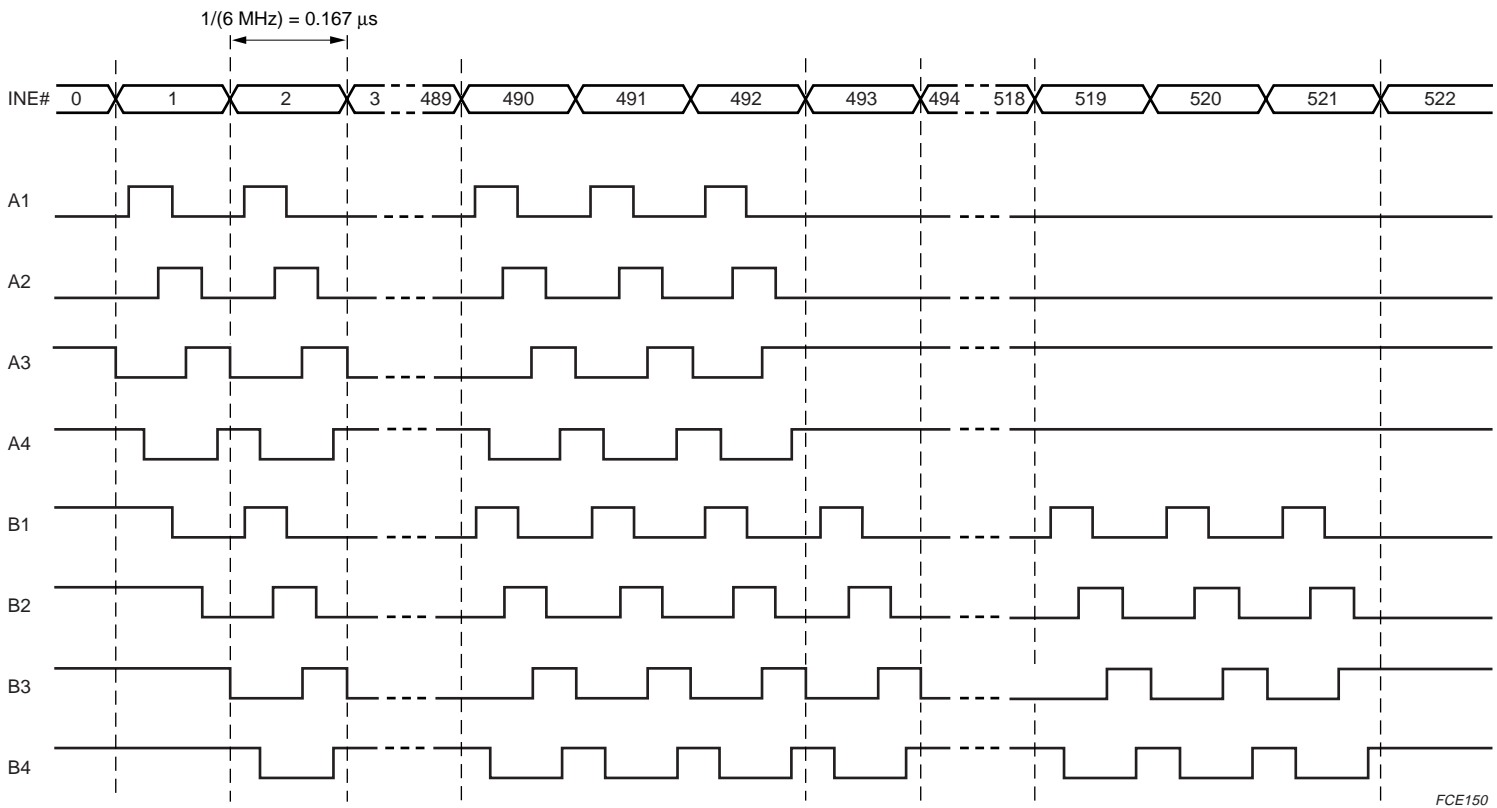 1/(6 MHz) = 0.167 μs
INE# 0 1 2 3 489 490 491 492 493 494 518 519 520 521 522
A1
A2
A3
A4
B1
B2
B3
B4
FCE150